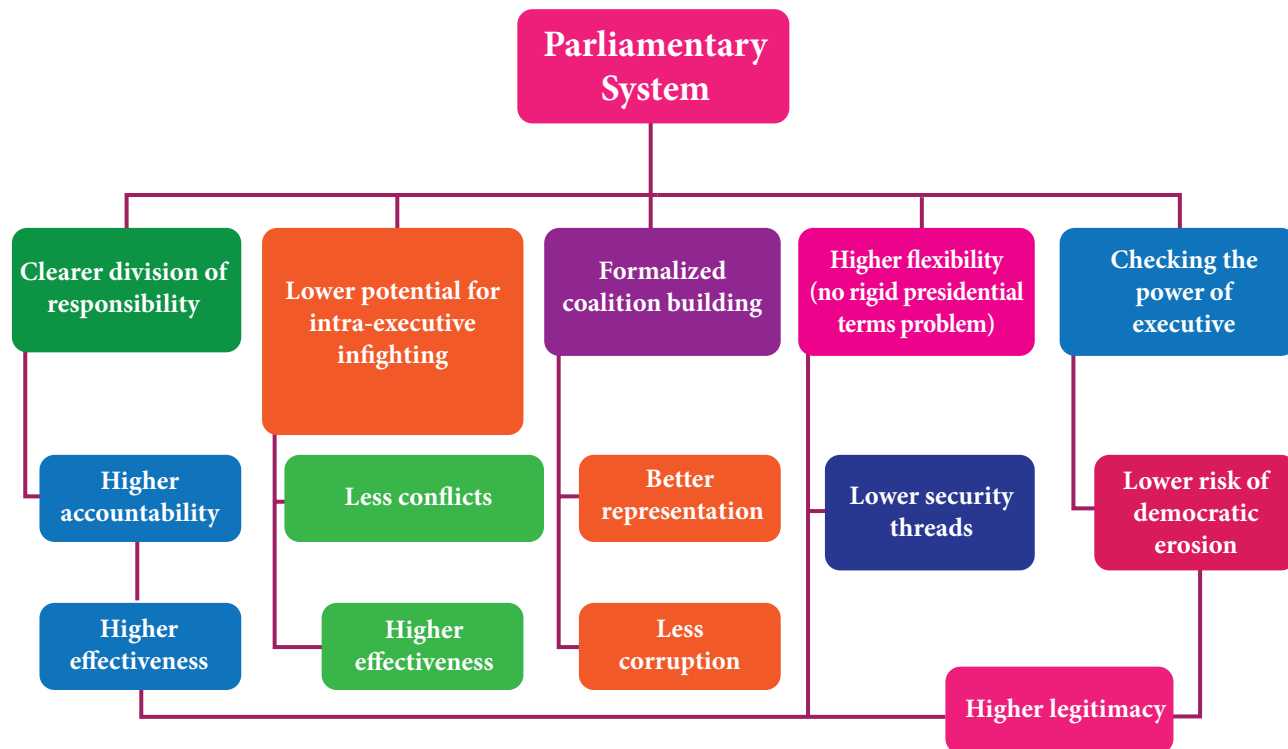 Parliamentary
System
Clearer division of
responsibility
Lower potential for
intra-executive
infighting
Formalized
coalition building
Higher flexibility
(no rigid presidential
terms problem)
Checking the
power of
executive
Higher
accountability
Less conflicts
Better
representation
Lower security
threads
Lower risk of
democratic
erosion
Higher
effectiveness
Higher
effectiveness
Less
corruption
Higher legitimacy